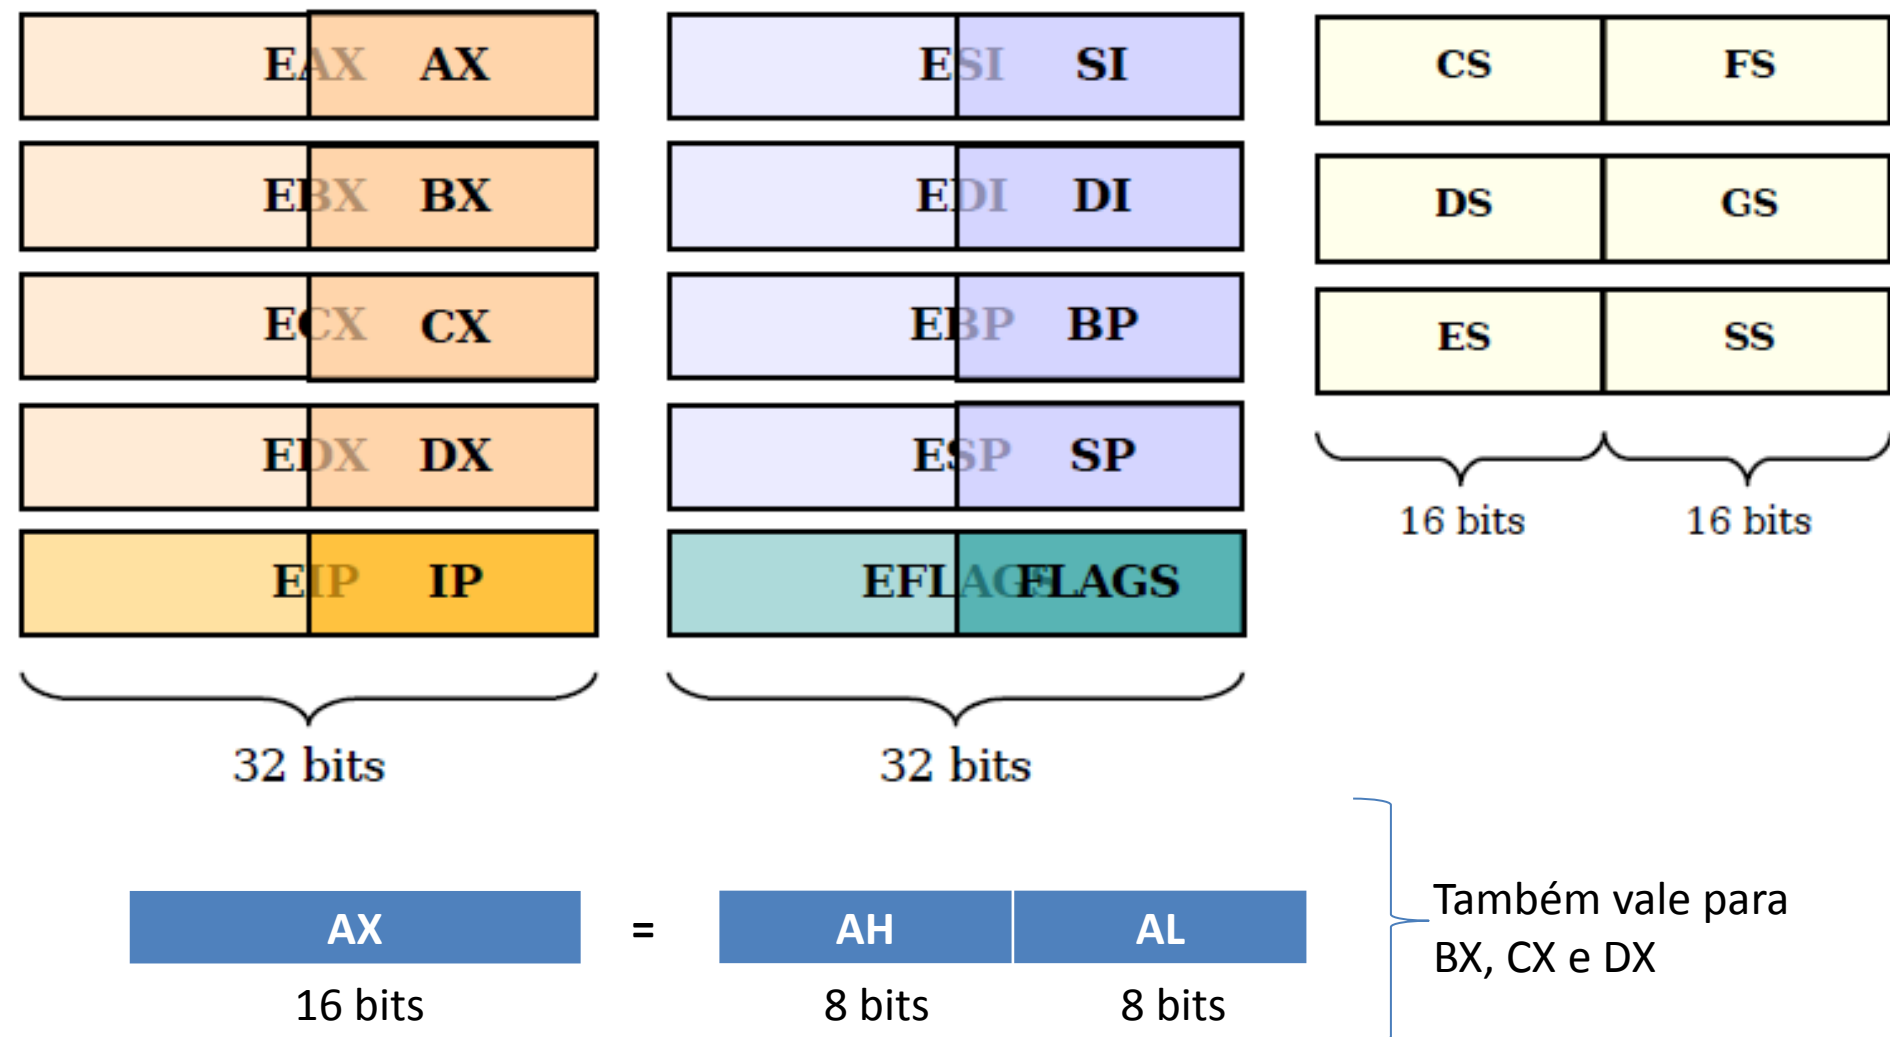 EAX AX
EBX BX
ECX CX
EDX DX
EIP IP
32 bits
ESI SI
EDI DI
EBP BP
ESP SP
EFLAGS FLAGS
32 bits
CS FS
DS GS
ES SS
16 bits 16 bits
AX = AH AL
16 bits 8 bits 8 bits
Também vale para
BX, CX e DX